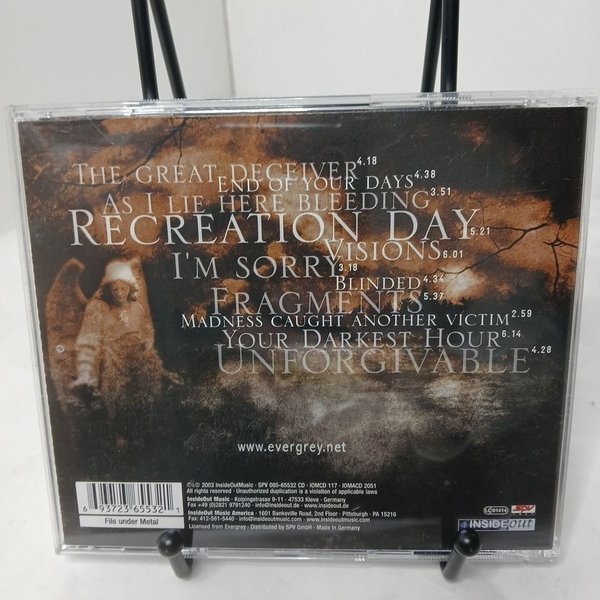 THE GREAT DECEIVER 4.18
END OF YOUR DAYS 4.38
AS I LIE HERE BLEEDING 3.51
RECREATION DAY 5.21
VISIONS 6.01
I'M SORRY 3.18
BLINDED 4.34
FRAGMENTS 5.37
MADNESS CAUGHT ANOTHER VICTIM 2.59
YOUR DARKEST HOUR 6.14
UNFORGIVABLE 4.28
www.evergrey.net
℗© 2003 InsideOutMusic - SPV 085-65532 CD - IOMCD 117 - IOMACD 2051
All rights reserved - Unauthorized duplication is a violation of applicable laws
InsideOut Music - Kolpingstrasse 9-11 - 47533 Kleve - Germany
Fax +49 (0)2821 9791240 - info@insideout.de - www.insideout.de
InsideOut Music America - 1601 Banksville Road, 2nd Floor - Pittsburgh - PA 15216
Fax: 412-561-5440 - info@insideoutmusic.com - www.insideoutmusic.com
Licensed from Evergrey - Distributed by SPV GmbH - Made in Germany
6 93723 65532 1
File under Metal
LC 01414
SPV
INSIDEOUT